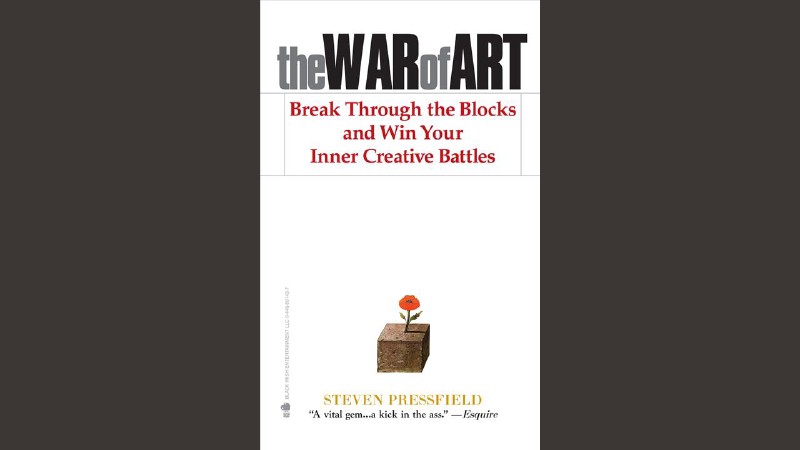 theWARofART
Break Through the Blocks
and Win Your
Inner Creative Battles
STEVEN PRESSFIELD
"A vital gem...a kick in the ass." —Esquire